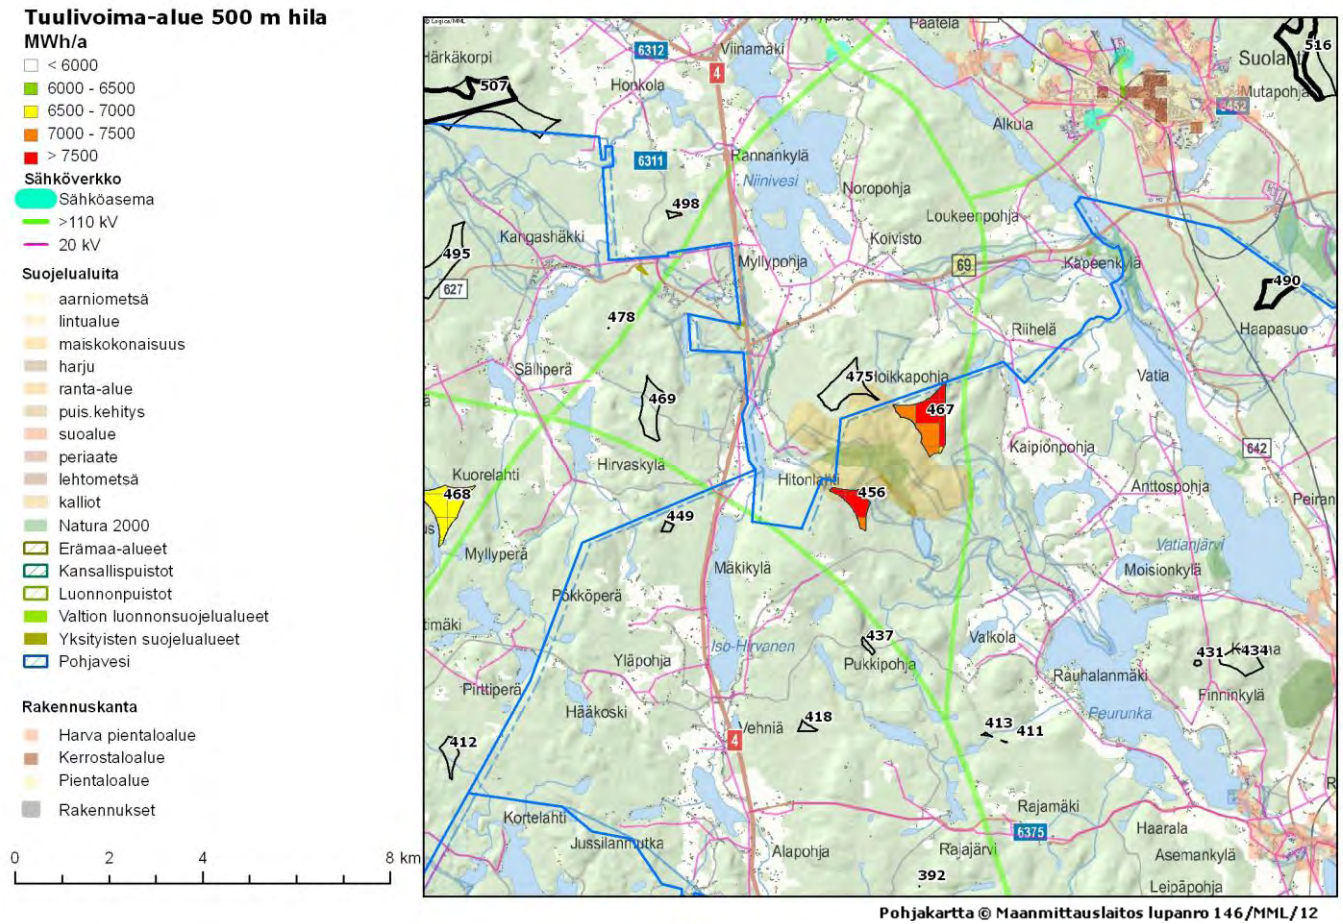 Tuulivoima-alue 500 m hila
MWh/a
< 6000
6000 - 6500
6500 - 7000
7000 - 7500
> 7500
Sähköverkko
Sähköasema
>110 kV
20 kV
Suojelualuita
aarniometsä
lintualue
maiskokonaisuus
harju
ranta-alue
puis.kehitys
suoalue
periaate
lehtometsä
kalliot
Natura 2000
Erämaa-alueet
Kansallispuistot
Luonnonpuistot
Valtion luonnonsuojelualueet
Yksityisten suojelualueet
Pohjavesi
Rakennuskanta
Harva pientaloalue
Kerrostaloalue
Pientaloalue
Rakennukset
0 2 4 8 km
© Logica/MML
Paatela
6312
Viinamäki
516
Härkäkorpi
4
Suolahti
507
Honkola
Mutapohja
Alkula
6311
Rannankylä
Niinivesi
Noropohja
498
Loukeenpohja
Kangashäkki
Koivisto
495
Myllypohja
69
Kapeenkylä
627
490
478
Riihelä
Haapasuo
Sälliperä
475
Vatia
469
467
Kaipionpohja
642
Hirvaskylä
Kuorelahti
Hitonlahti
Anttospohja
468
456
449
Vatianjärvi
Myllyperä
Mäkikylä
Moisionkylä
Pökköperä
437
Valkola
Iso-Hirvanen
431
434
Yläpohja
Pukkipohja
Rauhalanmäki
Pinttiperä
Finninkylä
Hääkoski
Peurunka
418
Vehniä
413
411
412
4
Rajamäki
Kortelahti
6375
Haarala
Jussilanmutka
Alapohja
Rajajärvi
Asemankylä
392
Leipäpohja
Pohjakartta © Maanmittauslaitos lupanro 146/MML/12